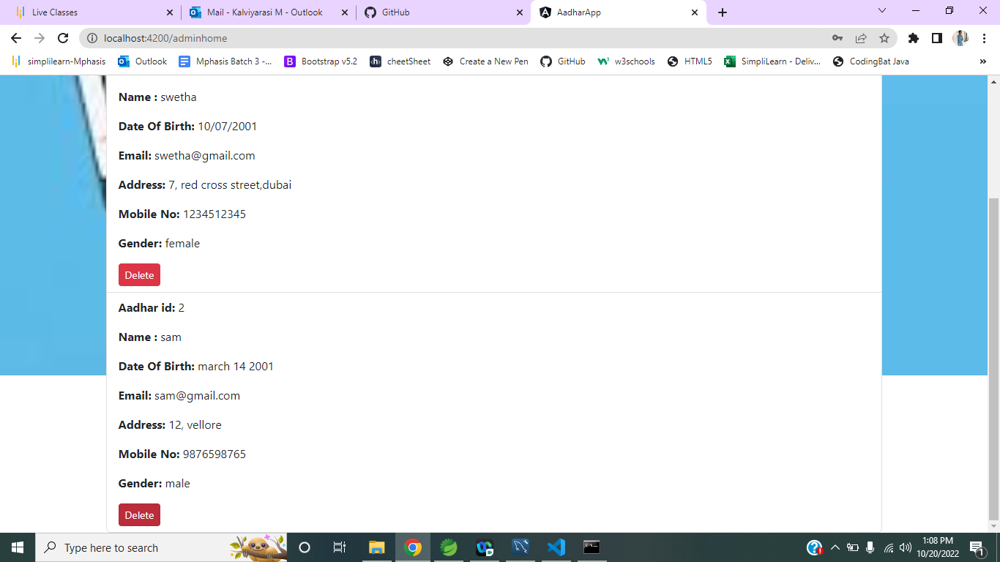 Live Classes
Mail - Kalviyarasi M - Outlook
GitHub
AadharApp
localhost:4200/adminhome
simplilearn-Mphasis
Outlook
Mphasis Batch 3 -...
B
Bootstrap v5.2
h
cheetSheet
Create a New Pen
GitHub
w3schools
HTML5
SimpliLearn - Deliv...
CodingBat Java
»
Name : swetha
Date Of Birth: 10/07/2001
Email: swetha@gmail.com
Address: 7, red cross street,dubai
Mobile No: 1234512345
Gender: female
Delete
Aadhar id: 2
Name : sam
Date Of Birth: march 14 2001
Email: sam@gmail.com
Address: 12, vellore
Mobile No: 9876598765
Gender: male
Delete
Type here to search
1:08 PM
10/20/2022
1